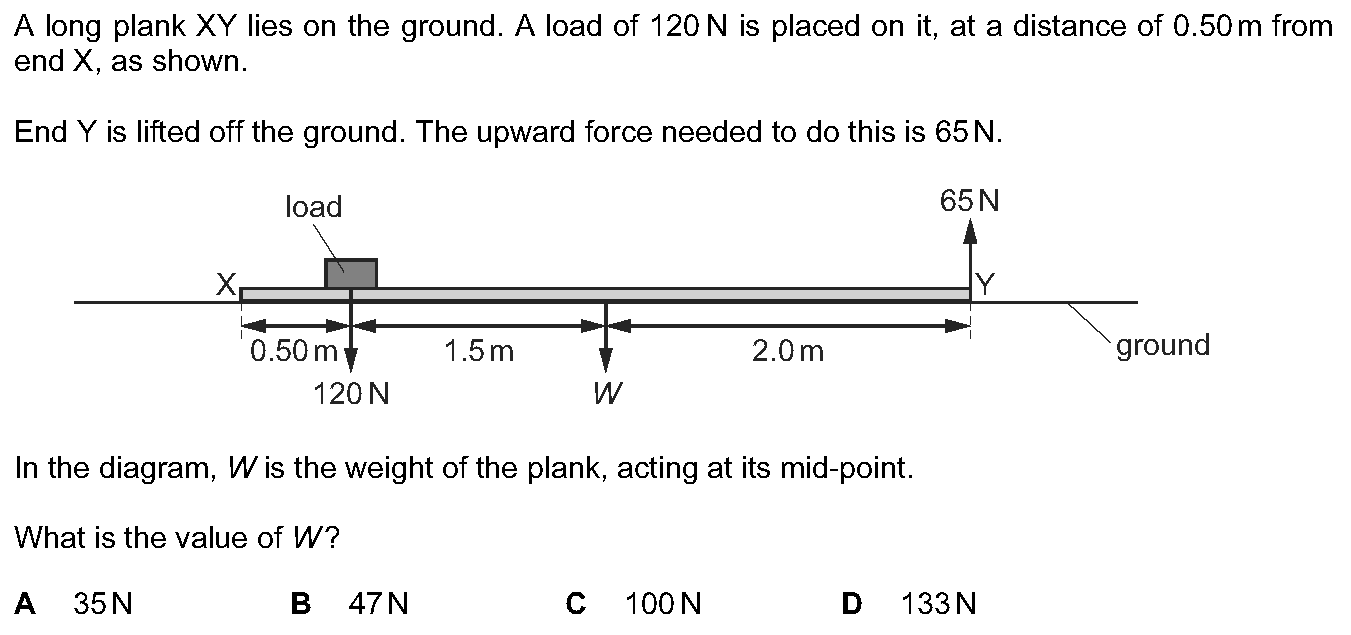 A long plank XY lies on the ground. A load of 120 N is placed on it, at a distance of 0.50 m from
end X, as shown.
End Y is lifted off the ground. The upward force needed to do this is 65 N.
65 N
load
X
Y
0.50 m
1.5 m
2.0 m
ground
120 N
W
In the diagram, W is the weight of the plank, acting at its mid-point.
What is the value of W?
A 35 N B 47 N C 100 N D 133 N